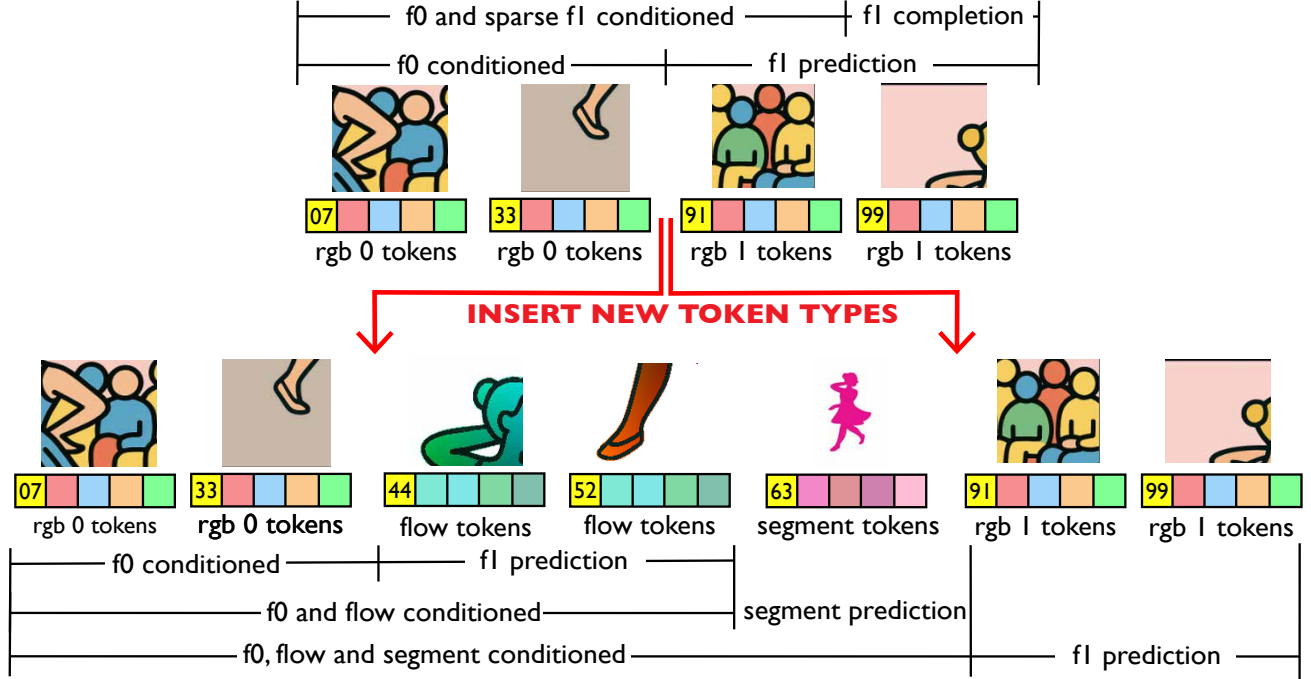 f0 and sparse f1 conditioned f1 completion
f0 conditioned f1 prediction
07 33 91 99
rgb 0 tokens rgb 0 tokens rgb 1 tokens rgb 1 tokens
INSERT NEW TOKEN TYPES
07 33 44 52 63 91 99
rgb 0 tokens rgb 0 tokens flow tokens flow tokens segment tokens rgb 1 tokens rgb 1 tokens
f0 conditioned f1 prediction
f0 and flow conditioned segment prediction
f0, flow and segment conditioned f1 prediction